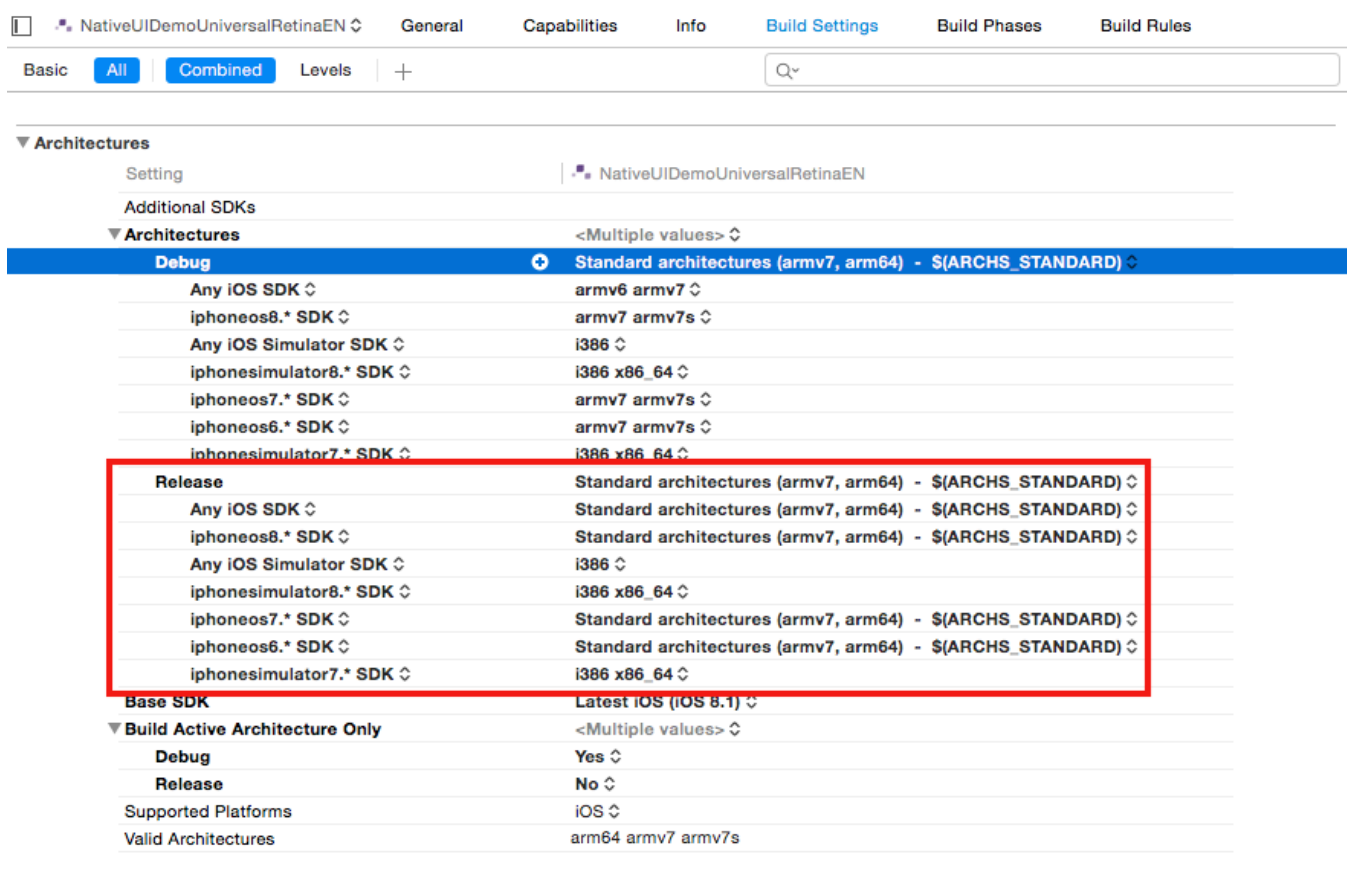 NativeUIDemoUniversalRetinaEN General Capabilities Info Build Settings Build Phases Build Rules
Basic All Combined Levels
Architectures
Setting NativeUIDemoUniversalRetinaEN
Additional SDKs
Architectures <Multiple values>
Debug Standard architectures (armv7, arm64) - $(ARCHS_STANDARD)
Any iOS SDK armv6 armv7
iphoneos8.* SDK armv7 armv7s
Any iOS Simulator SDK i386
iphonesimulator8.* SDK i386 x86_64
iphoneos7.* SDK armv7 armv7s
iphoneos6.* SDK armv7 armv7s
iphonesimulator7.* SDK i386 x86_64
Release Standard architectures (armv7, arm64) - $(ARCHS_STANDARD)
Any iOS SDK Standard architectures (armv7, arm64) - $(ARCHS_STANDARD)
iphoneos8.* SDK Standard architectures (armv7, arm64) - $(ARCHS_STANDARD)
Any iOS Simulator SDK i386
iphonesimulator8.* SDK i386 x86_64
iphoneos7.* SDK Standard architectures (armv7, arm64) - $(ARCHS_STANDARD)
iphoneos6.* SDK Standard architectures (armv7, arm64) - $(ARCHS_STANDARD)
iphonesimulator7.* SDK i386 x86_64
Base SDK Latest iOS (iOS 8.1)
Build Active Architecture Only <Multiple values>
Debug Yes
Release No
Supported Platforms iOS
Valid Architectures arm64 armv7 armv7s